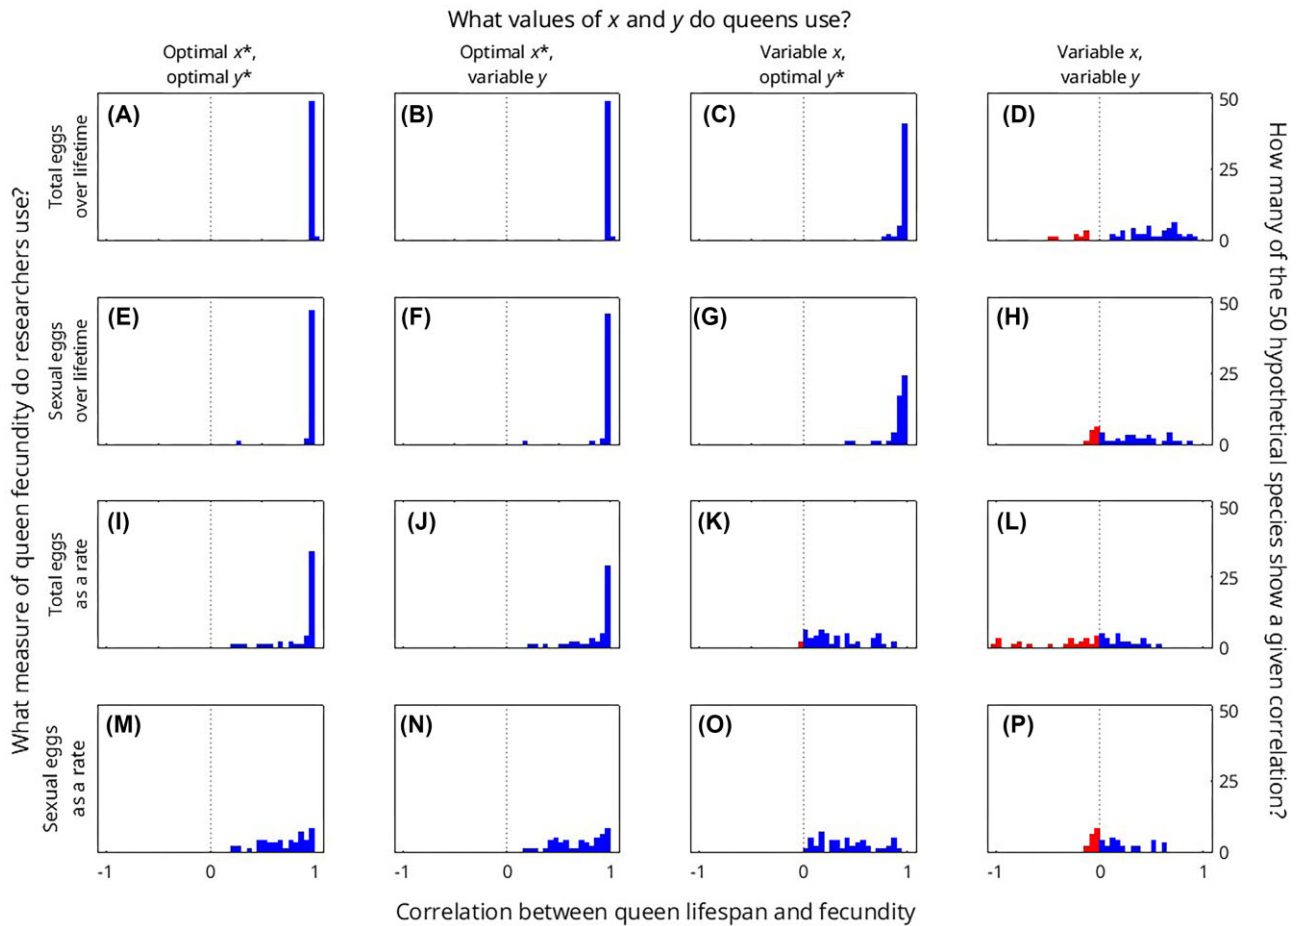 What values of x and y do queens use?
Optimal x*,
optimal y*
Optimal x*,
variable y
Variable x,
optimal y*
Variable x,
variable y
What measure of queen fecundity do researchers use?
How many of the 50 hypothetical species show a given correlation?
Total eggs
over lifetime
(A)
(B)
(C)
(D)
50
25
0
Sexual eggs
over lifetime
(E)
(F)
(G)
(H)
50
25
0
Total eggs
as a rate
(I)
(J)
(K)
(L)
50
25
0
Sexual eggs
as a rate
(M)
(N)
(O)
(P)
50
25
0
-1 0 1
-1 0 1
-1 0 1
-1 0 1
Correlation between queen lifespan and fecundity